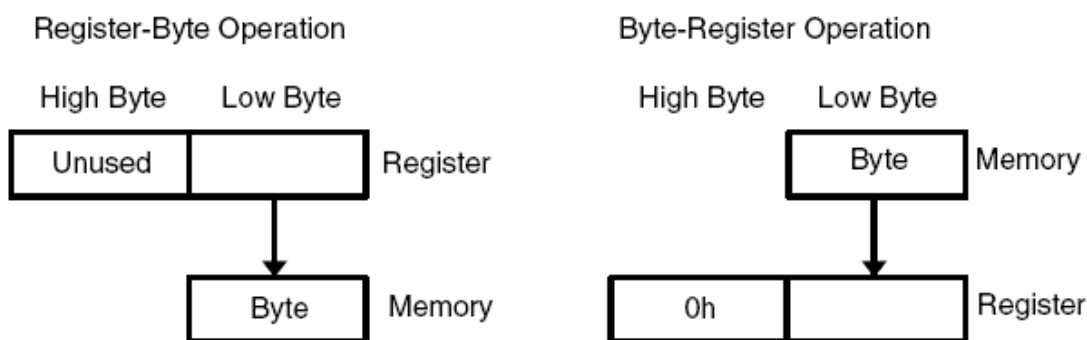 Register-Byte Operation
High Byte Low Byte
Unused Register
Byte Memory
Byte-Register Operation
High Byte Low Byte
Byte Memory
0h Register